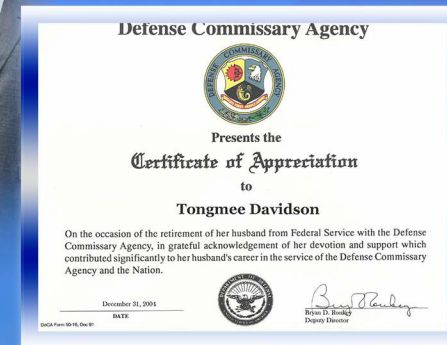 Defense Commissary Agency
DEFENSE COMMISSARY AGENCY
Presents the
Certificate of Appreciation
to
Tongmee Davidson
On the occasion of the retirement of her husband from Federal Service with the Defense
Commissary Agency, in grateful acknowledgement of her devotion and support which
contributed significantly to her husband's career in the service of the Defense Commissary
Agency and the Nation.
December 31, 2004
DATE
DeCA Form 50-16, Dec 91
Bryan D.
Deputy Director